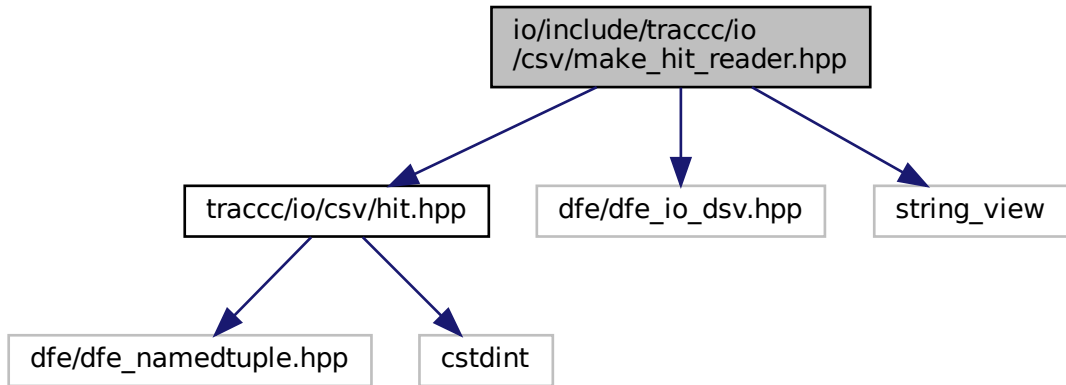 io/include/traccc/io
/csv/make_hit_reader.hpp
traccc/io/csv/hit.hpp
dfe/dfe_io_dsv.hpp
string_view
dfe/dfe_namedtuple.hpp
cstdint